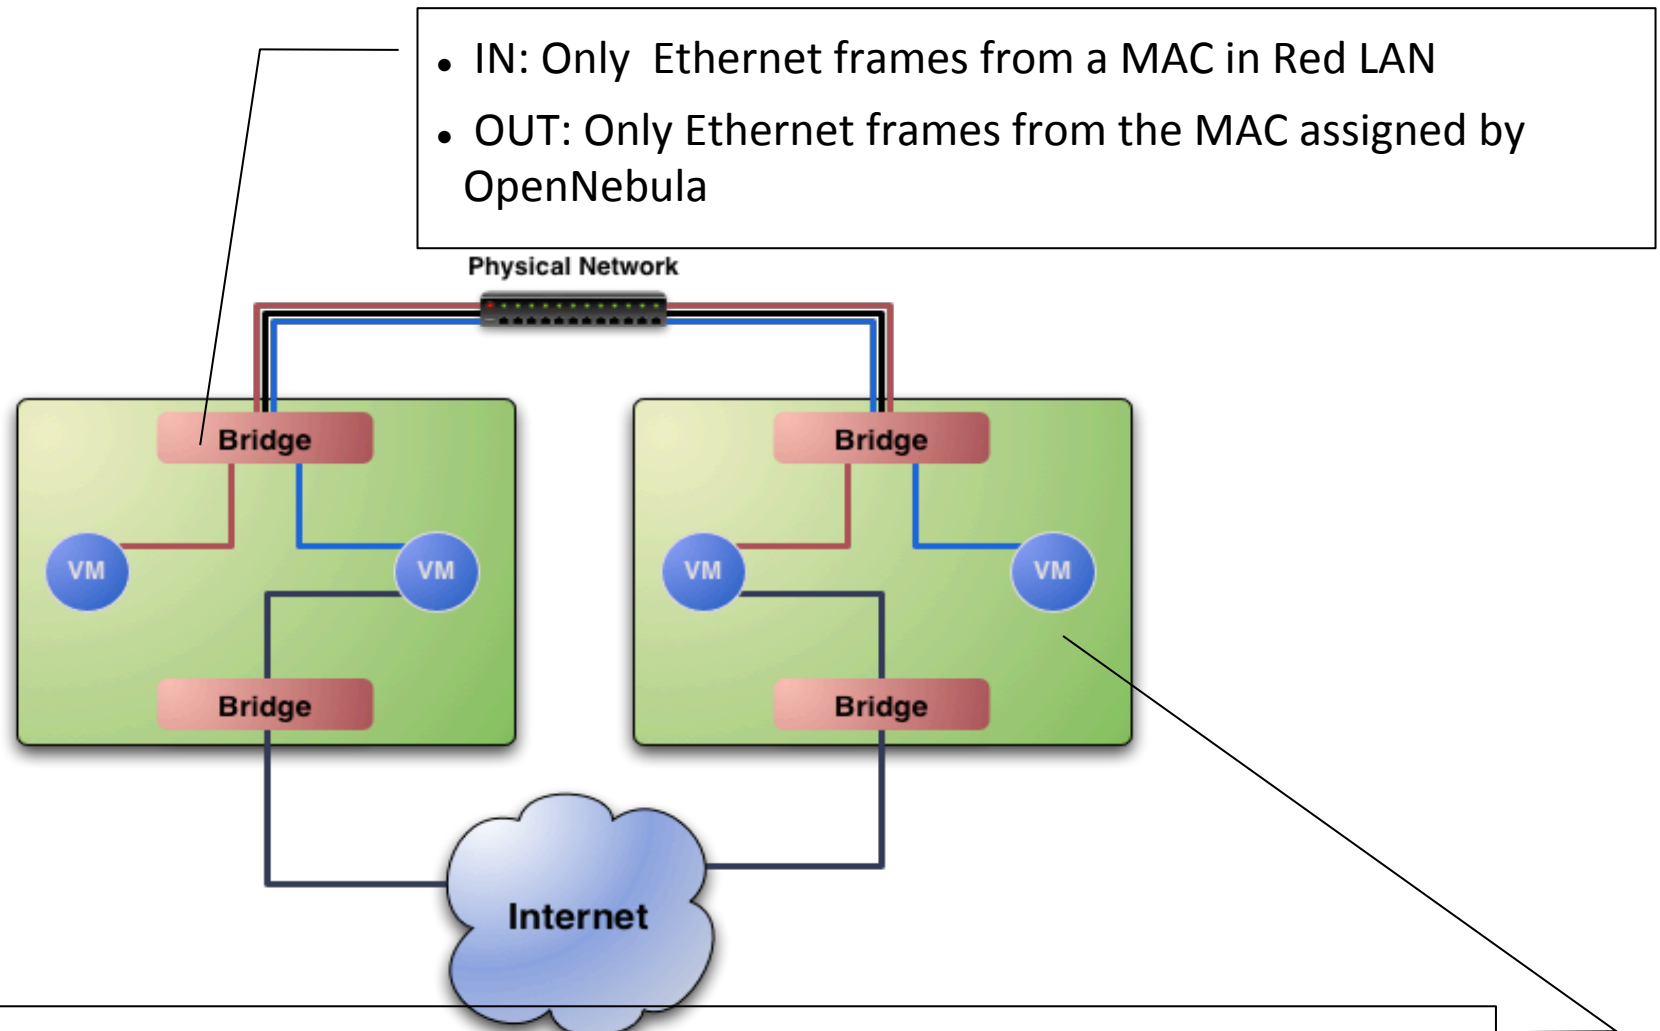 • IN: Only Ethernet frames from a MAC in Red LAN
• OUT: Only Ethernet frames from the MAC assigned by
OpenNebula
Physical Network
Bridge
Bridge
VM
VM
VM
VM
Bridge
Bridge
Internet